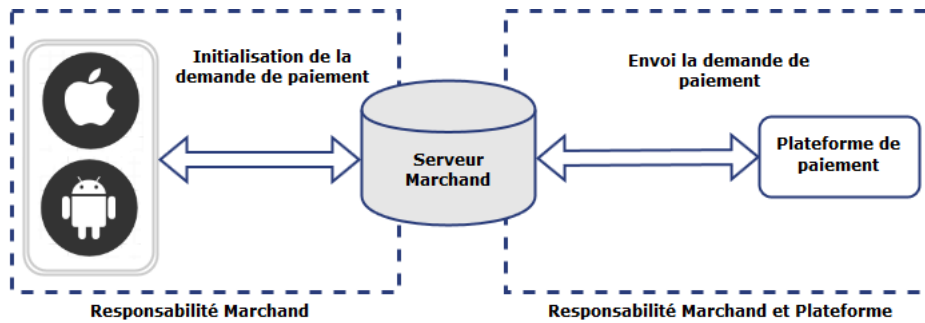 Initialisation de la
demande de paiement
Envoi la demande de
paiement
Serveur
Marchand
Plateforme de
paiement
Responsabilité Marchand
Responsabilité Marchand et Plateforme